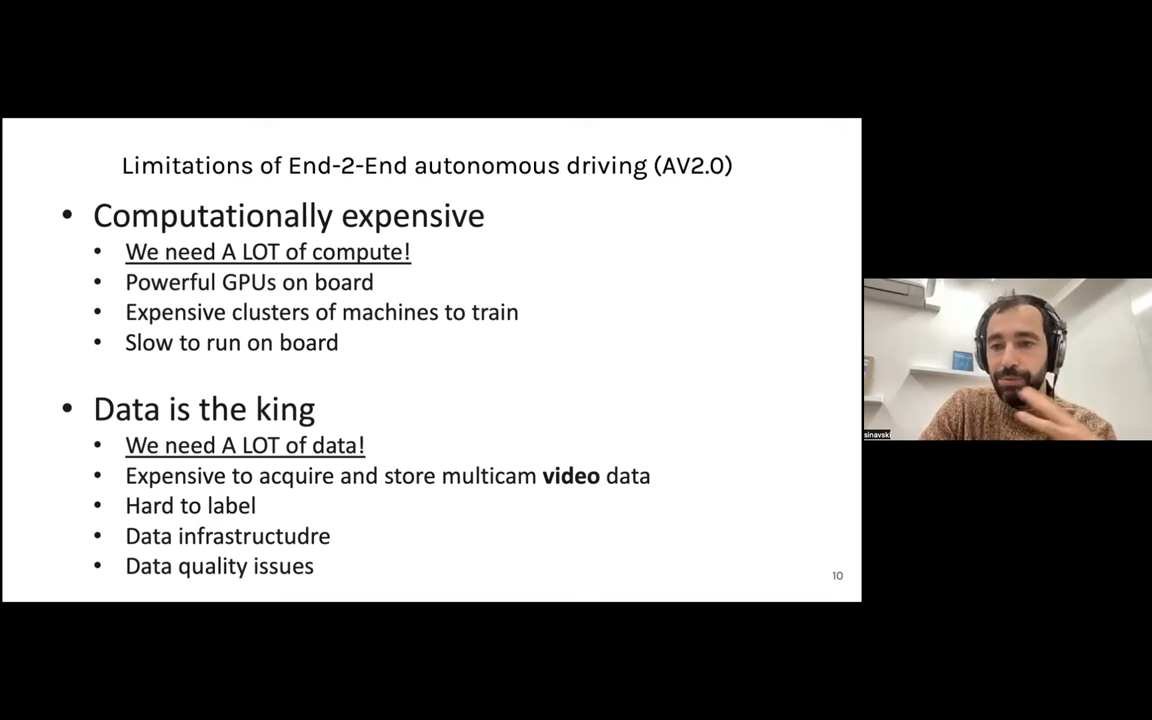 Limitations of End-2-End autonomous driving (AV2.0)
• Computationally expensive
• We need A LOT of compute!
• Powerful GPUs on board
• Expensive clusters of machines to train
• Slow to run on board
• Data is the king
• We need A LOT of data!
• Expensive to acquire and store multicam video data
• Hard to label
• Data infrastructudre
• Data quality issues
10
sinavski